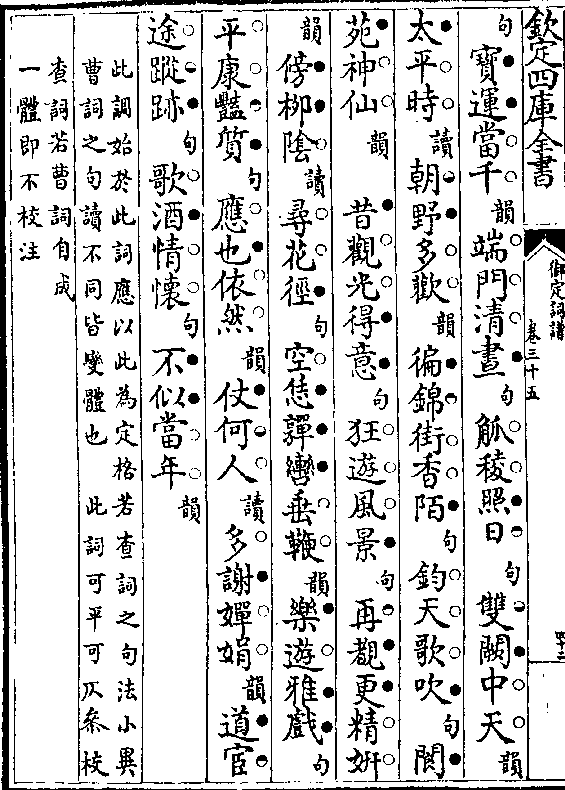 欽定四庫全書
御定詞譜
卷三十五
四十二
句 寶運當千 韻 端門清晝 句 觚稜照日 句 雙闕中天 韻
太平時 讀 朝野多歡 韻 徧錦街香陌 句 鈞天歌吹 句 閬
苑神仙 韻 昔觀光得意 句 狂遊風景 句 再覩更精妍
韻 傍柳陰 讀 尋花徑 句 空恁嚲轡垂鞭 韻 樂遊雅戲 句
平康豔質 句 應也依然 韻 仗何人 讀 多謝嬋娟 韻 道宦
途蹤跡 句 歌酒情懷 句 不似當年 韻
此調始於此詞應以此為定格若查詞之句法小異
曹詞之句讀不同皆變體也 此詞可平可仄參校
查詞若曹詞自成
一體即不校注